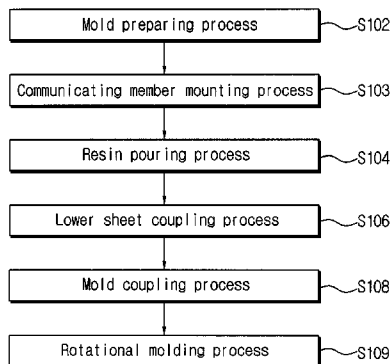 Mold preparing process S102
Communicating member mounting process S103
Resin pouring process S104
Lower sheet coupling process S106
Mold coupling process S108
Rotational molding process S109